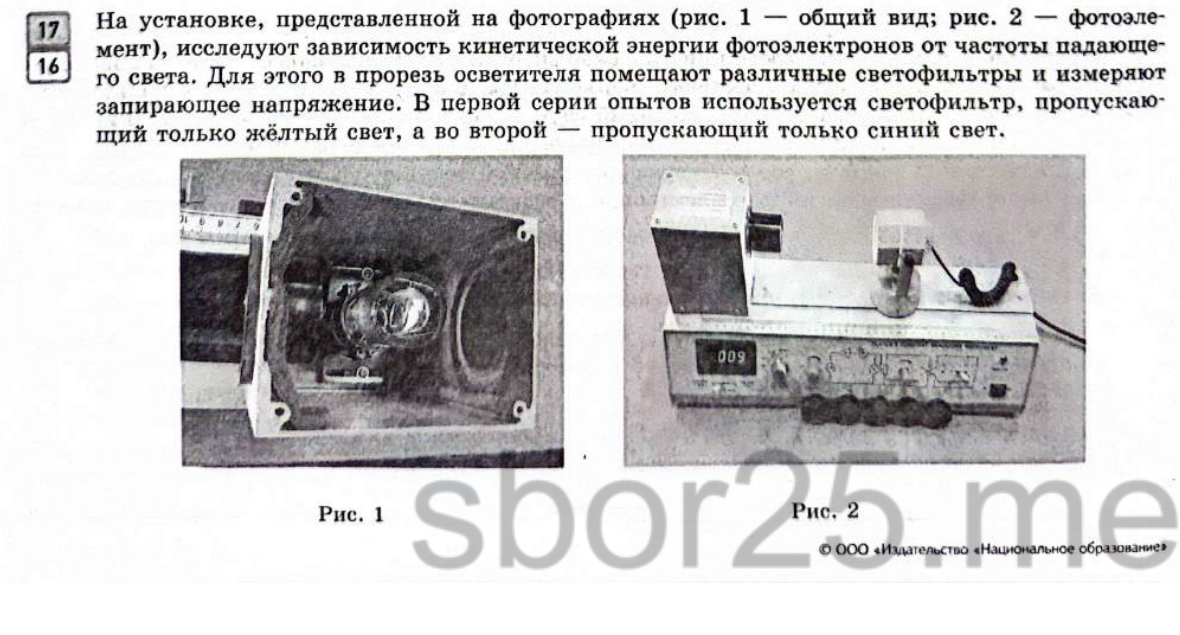 17
16
На установке, представленной на фотографиях (рис. 1 — общий вид; рис. 2 — фотоэле-
мент), исследуют зависимость кинетической энергии фотоэлектронов от частоты падающе-
го света. Для этого в прорезь осветителя помещают различные светофильтры и измеряют
запирающее напряжение. В первой серии опытов используется светофильтр, пропускаю-
щий только жёлтый свет, а во второй — пропускающий только синий свет.
009
Рис. 1
Рис. 2
sbor25.me
© ООО «Издательство «Национальное образование»